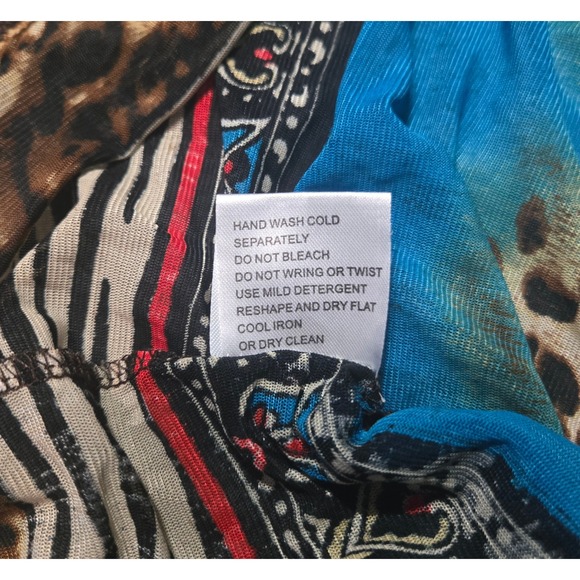 HAND WASH COLD
SEPARATELY
DO NOT BLEACH
DO NOT WRING OR TWIST
USE MILD DETERGENT
RESHAPE AND DRY FLAT
COOL IRON
OR DRY CLEAN